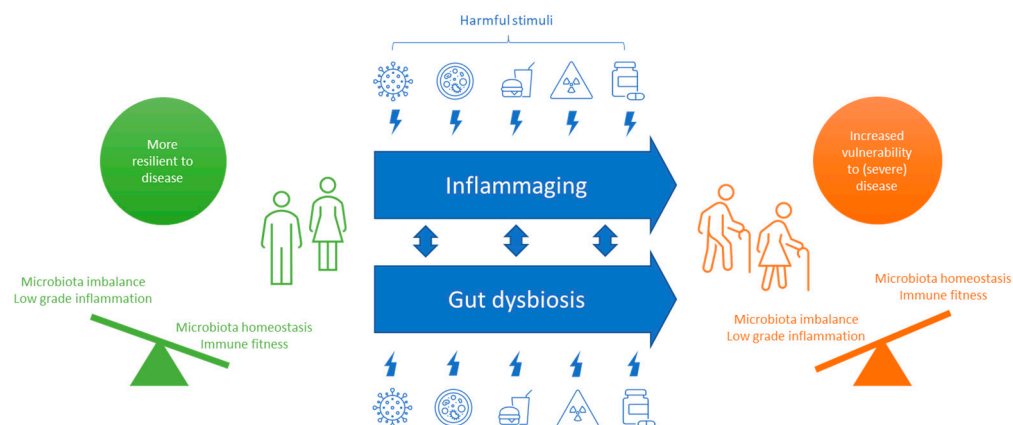 Harmful stimuli
More
resilient to
disease
Inflammaging
Increased
vulnerability
to (severe)
disease
Gut dysbiosis
Microbiota imbalance
Low grade inflammation
Microbiota homeostasis
Immune fitness
Microbiota homeostasis
Immune fitness
Microbiota imbalance
Low grade inflammation